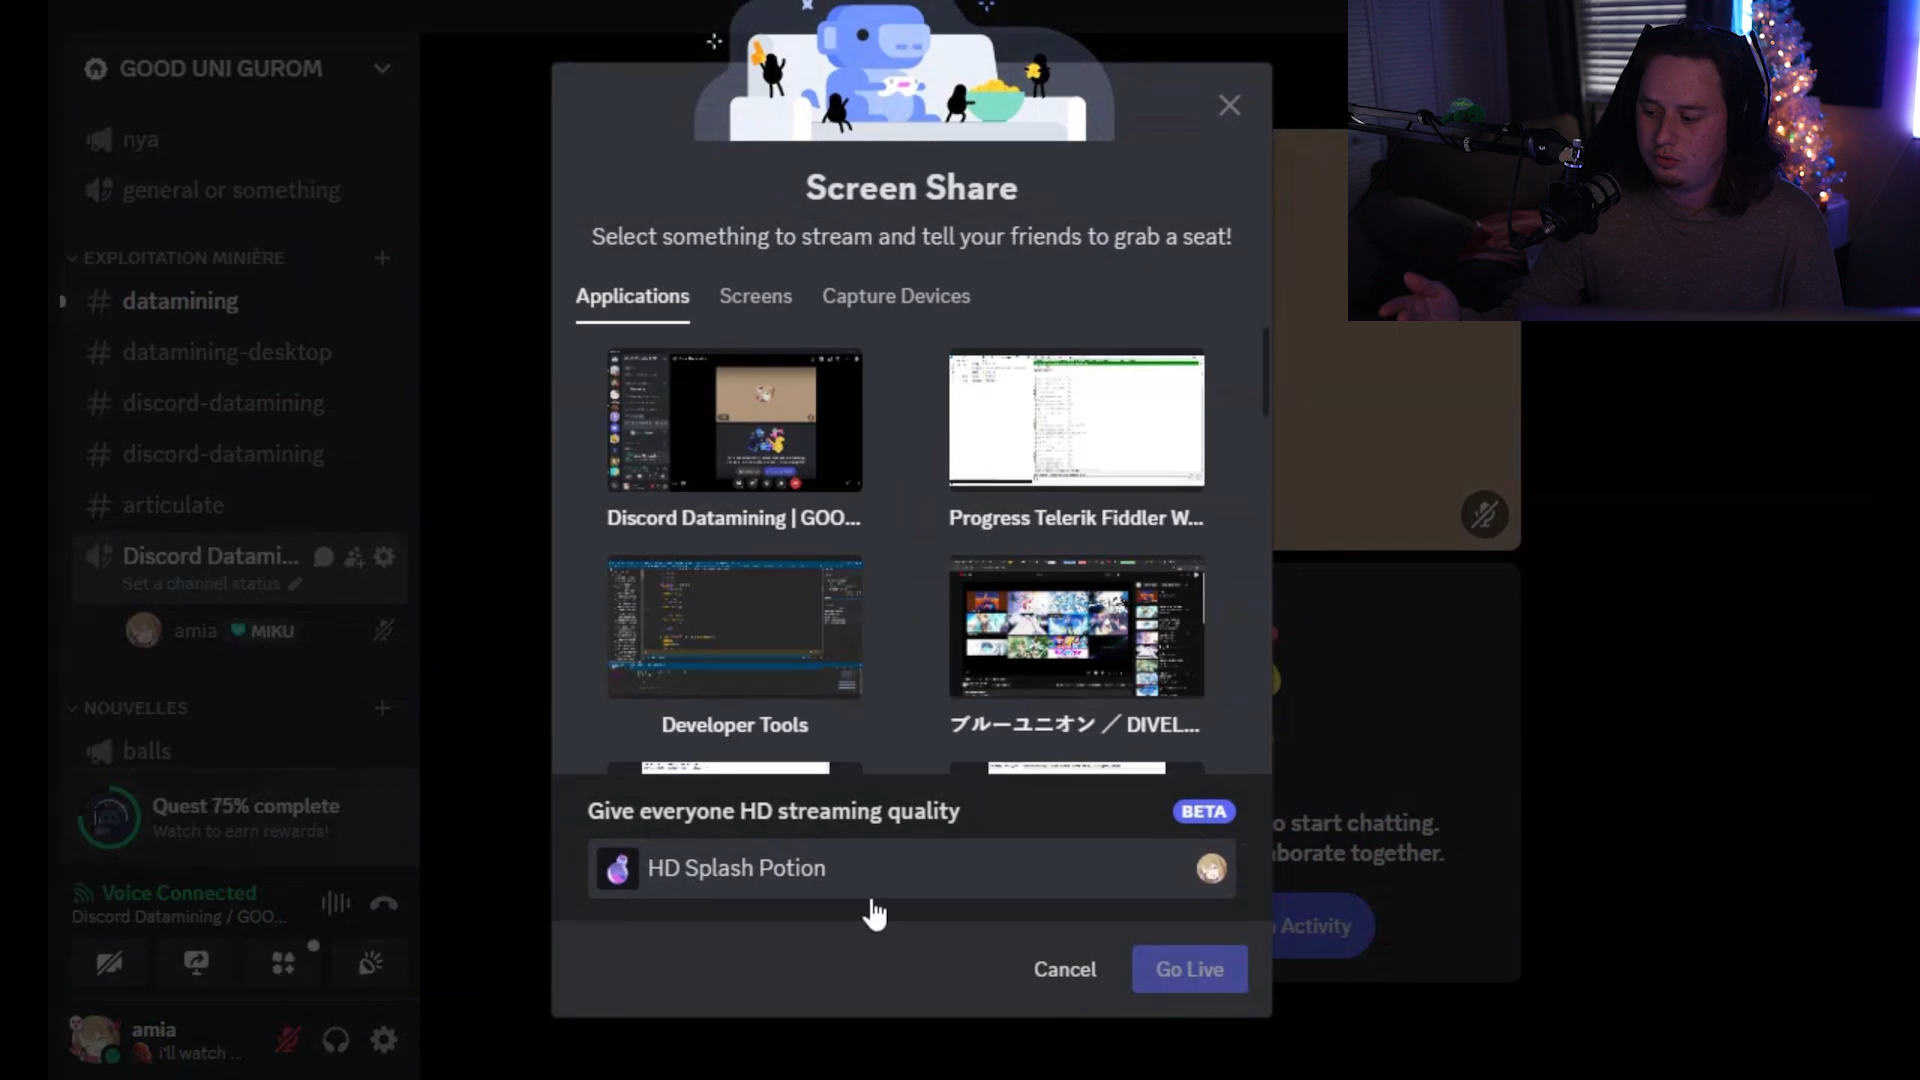 GOOD UNI GUROM
nya
general or something
EXPLOITATION MINIÈRE
datamining
datamining-desktop
discord-datamining
discord-datamining
articulate
Discord Datami...
Set a channel status
amia MIKU
NOUVELLES
balls
Quest 75% complete
Watch to earn rewards!
Voice Connected
Discord Datamining / GOO...
amia
i'll watch ...
Screen Share
Select something to stream and tell your friends to grab a seat!
Applications Screens Capture Devices
Discord Datamining | GOO...
Progress Telerik Fiddler W...
Developer Tools
ブルーユニオン ／ DIVEL...
Give everyone HD streaming quality BETA
HD Splash Potion
Cancel Go Live
o start chatting.
borate together.
Activity